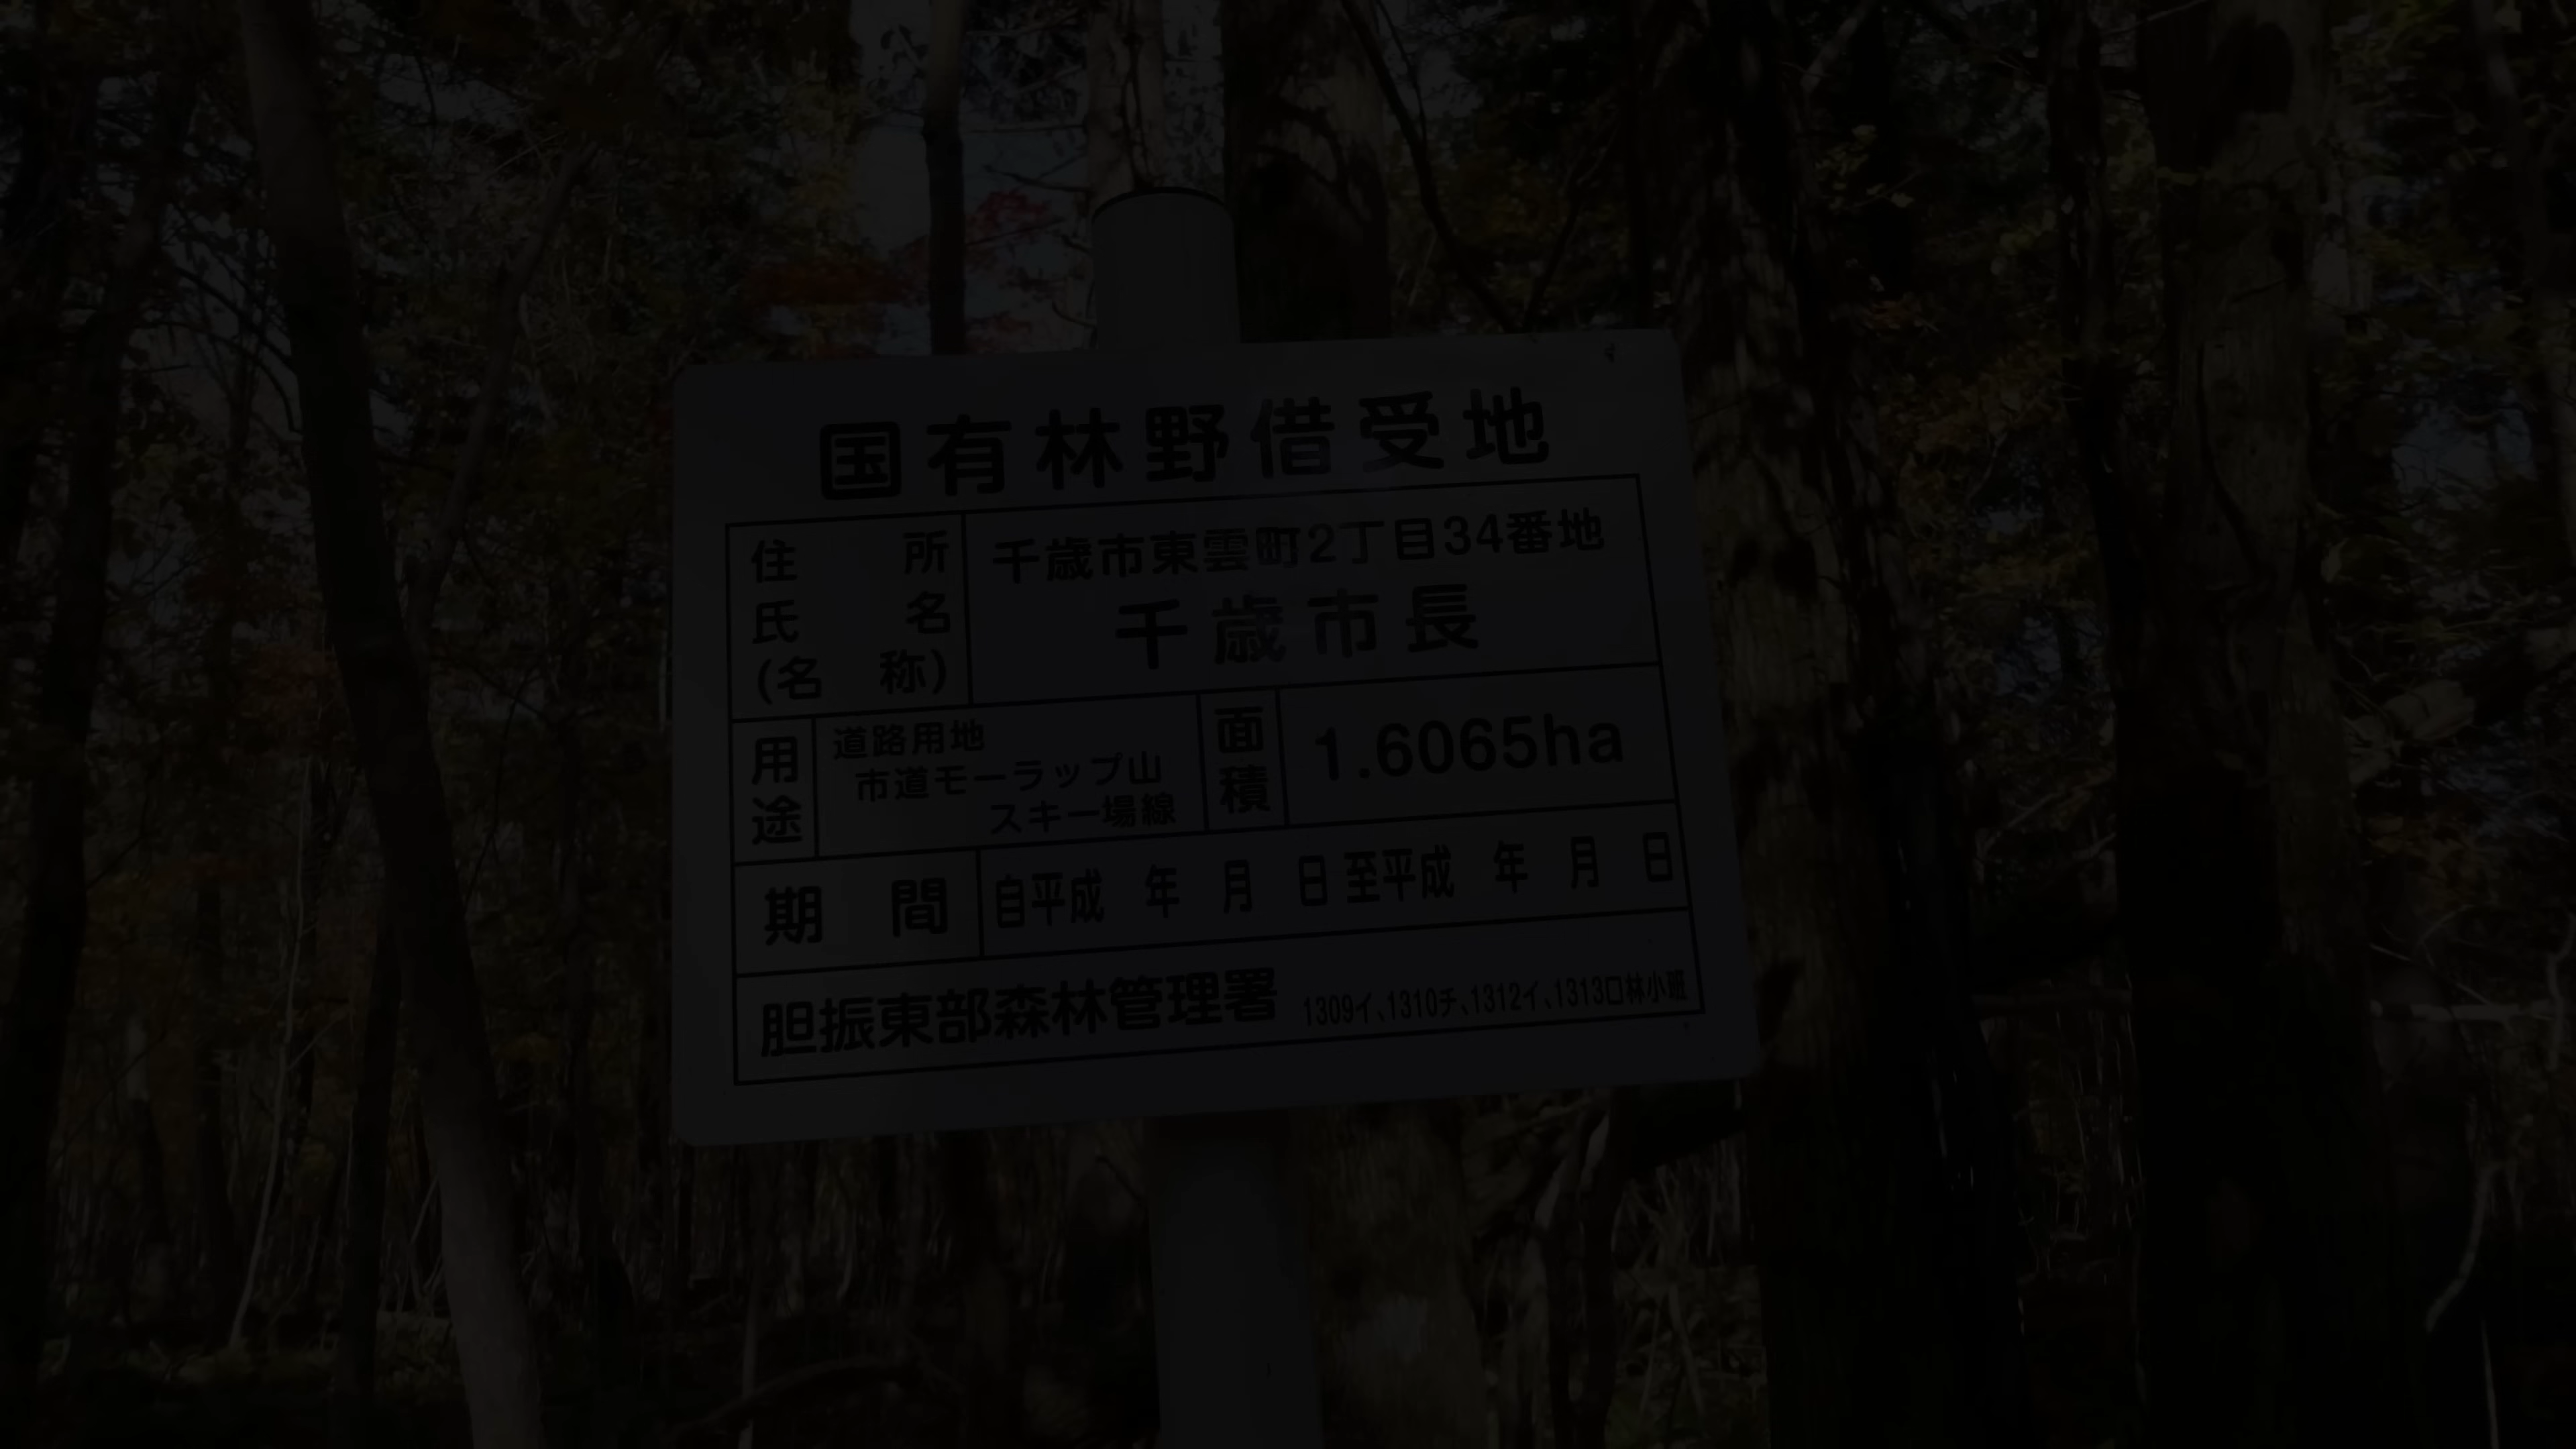 国有林野借受地
住所 千歳市東雲町2丁目34番地
氏名 千歳市長
(名称)
用途 道路用地
市道モーラップ山
スキー場線
面積 1.6065ha
期間 自平成 年 月 日 至平成 年 月 日
胆振東部森林管理署 1309イ、1310チ、1312イ、1313ロ林小班